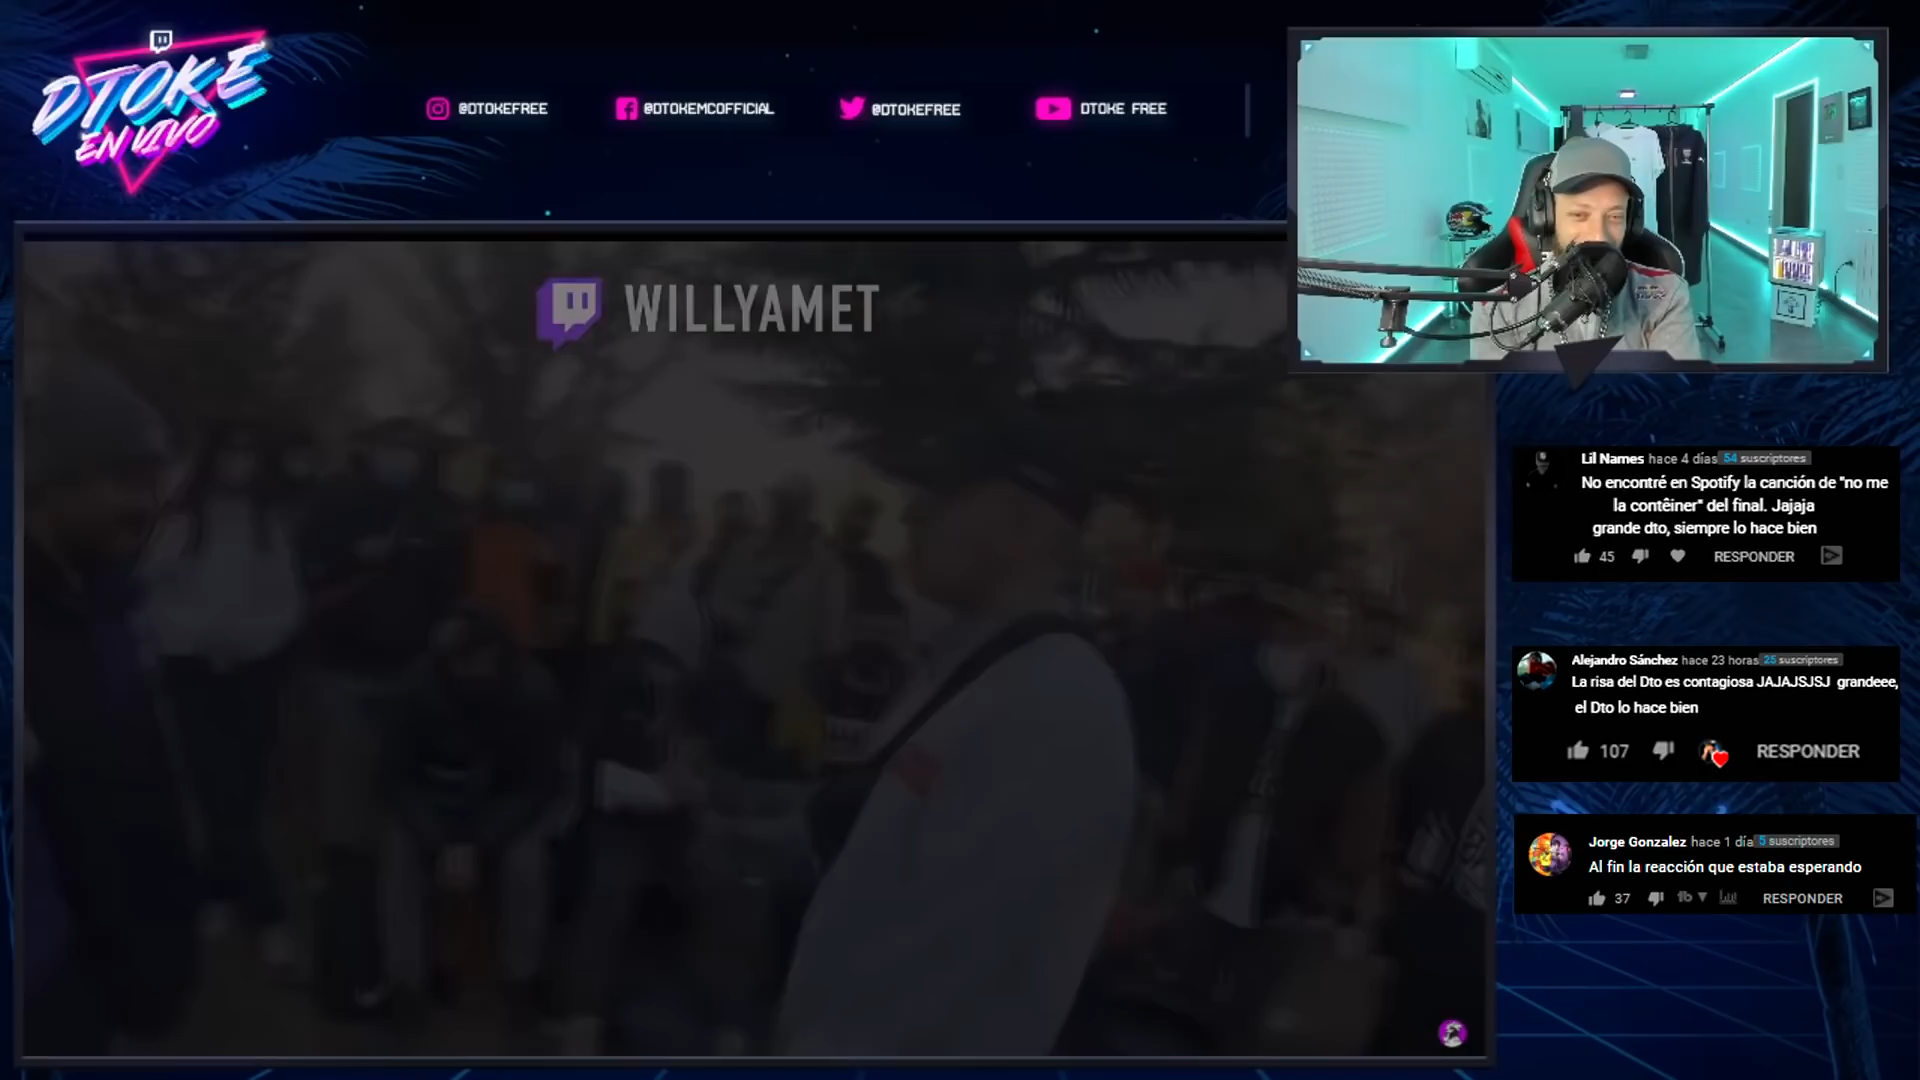 DTOKE
EN VIVO
@DTOKEFREE
@DTOKEMCOFFICIAL
@DTOKEFREE
DTOKE FREE
WILLYAMET
Lil Names hace 4 días 54 suscriptores
No encontré en Spotify la canción de "no me
la contêiner" del final. Jajaja
grande dto, siempre lo hace bien
45 RESPONDER
Alejandro Sánchez hace 23 horas 25 suscriptores
La risa del Dto es contagiosa JAJAJSJSJ grandeee,
el Dto lo hace bien
107 RESPONDER
Jorge Gonzalez hace 1 día 5 suscriptores
Al fin la reacción que estaba esperando
37 RESPONDER